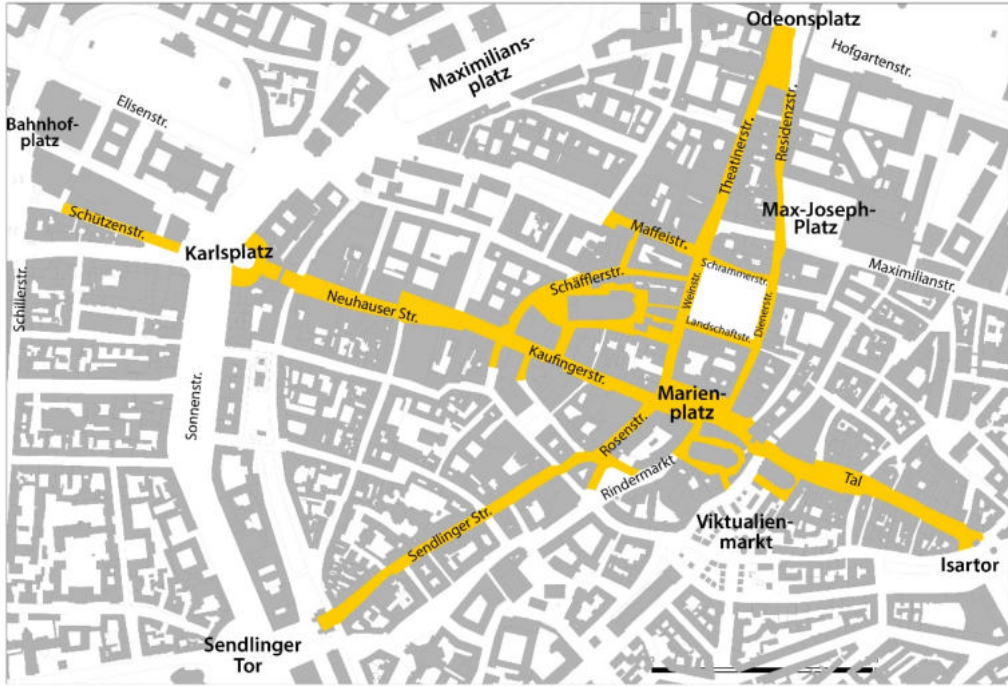 Odeonsplatz
Hofgartenstr.
Maximilians-
platz
Elisenstr.
Bahnhof-
platz
Residenzstr.
Theatinerstr.
Schützenstr.
Karlsplatz
Max-Joseph-
Platz
Maffeistr.
Maximilianstr.
Schäfflerstr.
Schrammerstr.
Weinstr.
Schillerstr.
Neuhauser Str.
Dienerstr.
Landschaftstr.
Kaufingerstr.
Sonnenstr.
Marien-
platz
Rosenstr.
Rindermarkt
Tal
Sendlinger Str.
Viktualien-
markt
Isartor
Sendlinger
Tor